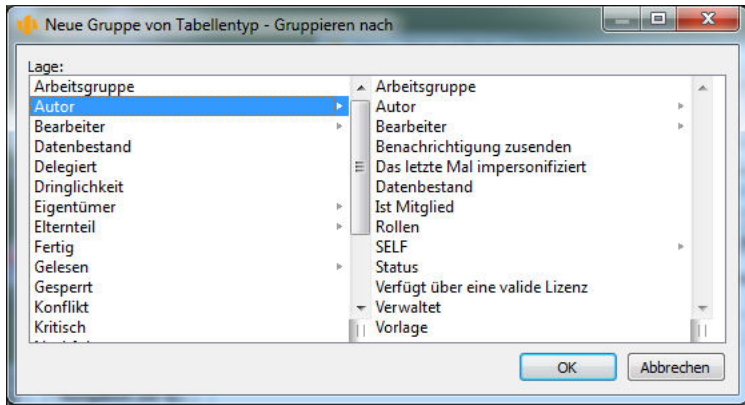 Neue Gruppe von Tabellentyp - Gruppieren nach
Lage:
Arbeitsgruppe
Autor
Bearbeiter
Datenbestand
Delegiert
Dringlichkeit
Eigentümer
Elternteil
Fertig
Gelesen
Gesperrt
Konflikt
Kritisch
Arbeitsgruppe
Autor
Bearbeiter
Benachrichtigung zusenden
Das letzte Mal impersonifiziert
Datenbestand
Ist Mitglied
Rollen
SELF
Status
Verfügt über eine valide Lizenz
Verwaltet
Vorlage
OK
Abbrechen